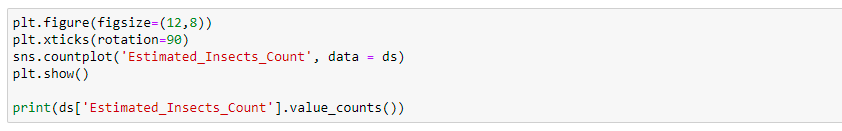 plt.figure(figsize=(12,8))
plt.xticks(rotation=90)
sns.countplot('Estimated_Insects_Count', data = ds)
plt.show()

print(ds['Estimated_Insects_Count'].value_counts())